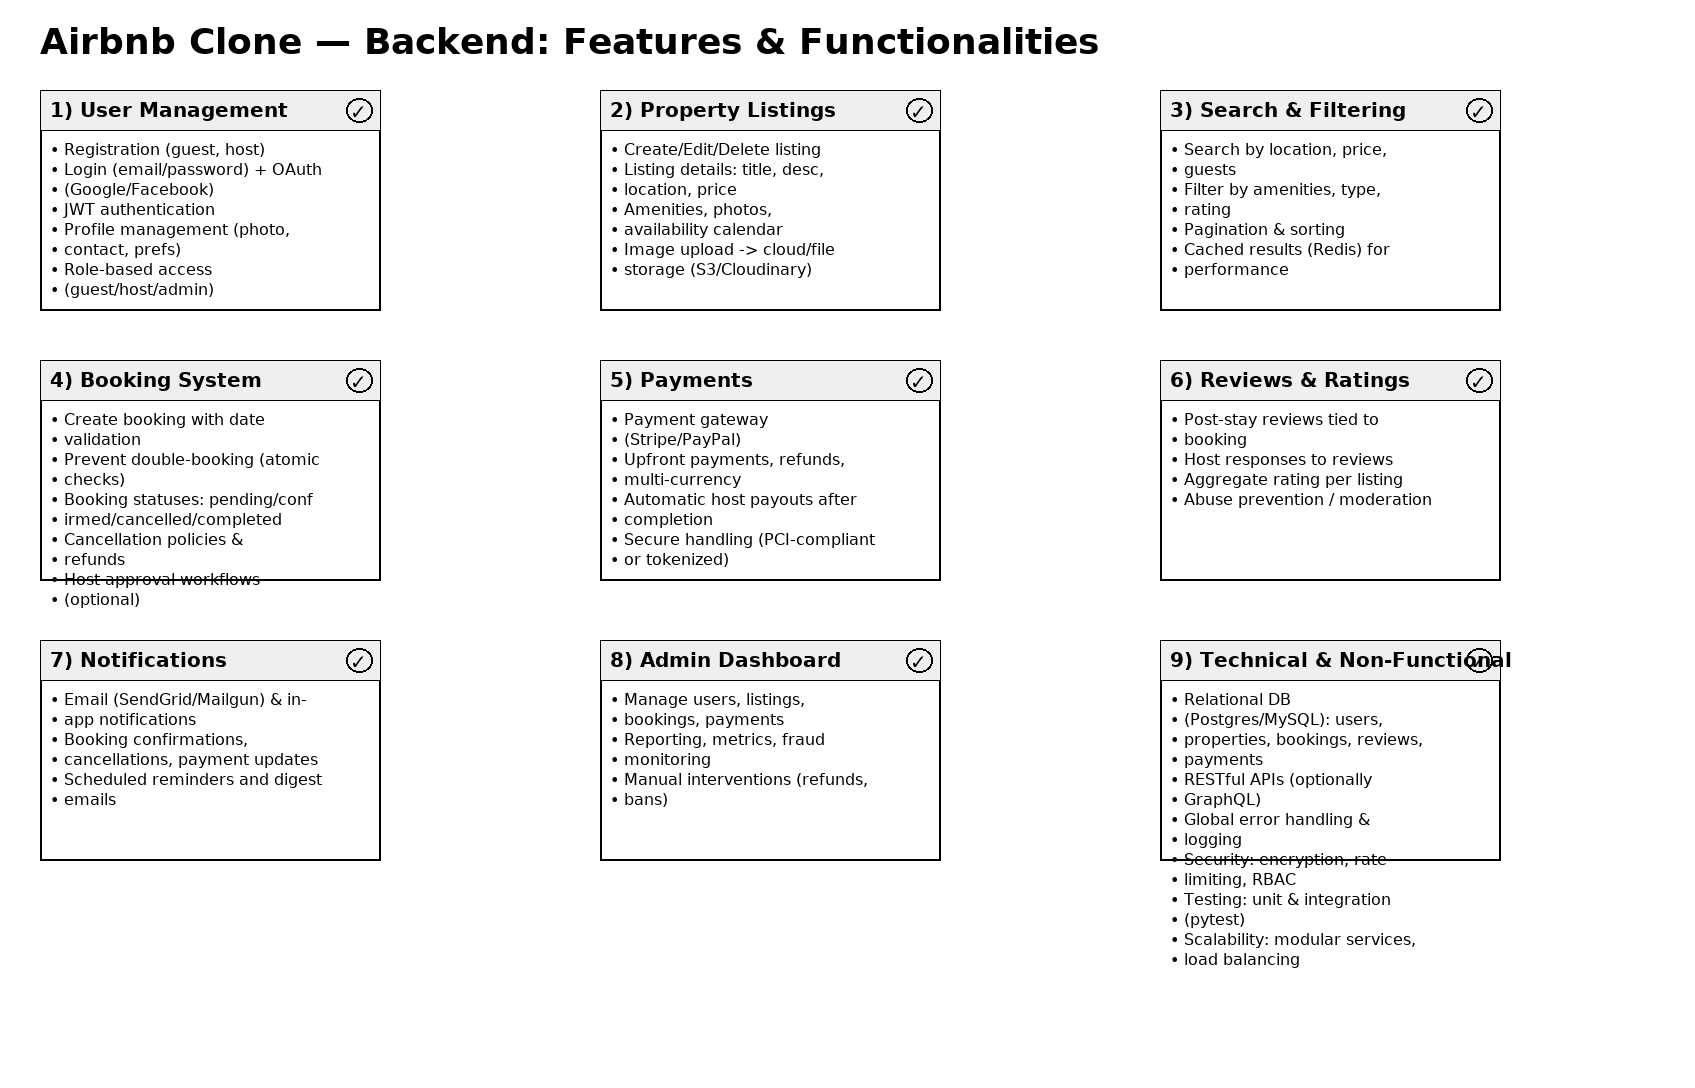 Airbnb Clone — Backend: Features & Functionalities
1) User Management ✓
• Registration (guest, host)
• Login (email/password) + OAuth
• (Google/Facebook)
• JWT authentication
• Profile management (photo,
• contact, prefs)
• Role-based access
• (guest/host/admin)
2) Property Listings ✓
• Create/Edit/Delete listing
• Listing details: title, desc,
• location, price
• Amenities, photos,
• availability calendar
• Image upload -> cloud/file
• storage (S3/Cloudinary)
3) Search & Filtering ✓
• Search by location, price,
• guests
• Filter by amenities, type,
• rating
• Pagination & sorting
• Cached results (Redis) for
• performance
4) Booking System ✓
• Create booking with date
• validation
• Prevent double-booking (atomic
• checks)
• Booking statuses: pending/conf
• irmed/cancelled/completed
• Cancellation policies &
• refunds
• Host approval workflows
• (optional)
5) Payments ✓
• Payment gateway
• (Stripe/PayPal)
• Upfront payments, refunds,
• multi-currency
• Automatic host payouts after
• completion
• Secure handling (PCI-compliant
• or tokenized)
6) Reviews & Ratings ✓
• Post-stay reviews tied to
• booking
• Host responses to reviews
• Aggregate rating per listing
• Abuse prevention / moderation
7) Notifications ✓
• Email (SendGrid/Mailgun) & in-
• app notifications
• Booking confirmations,
• cancellations, payment updates
• Scheduled reminders and digest
• emails
8) Admin Dashboard ✓
• Manage users, listings,
• bookings, payments
• Reporting, metrics, fraud
• monitoring
• Manual interventions (refunds,
• bans)
9) Technical & Non-Functional ✓
• Relational DB
• (Postgres/MySQL): users,
• properties, bookings, reviews,
• payments
• RESTful APIs (optionally
• GraphQL)
• Global error handling &
• logging
• Security: encryption, rate
• limiting, RBAC
• Testing: unit & integration
• (pytest)
• Scalability: modular services,
• load balancing